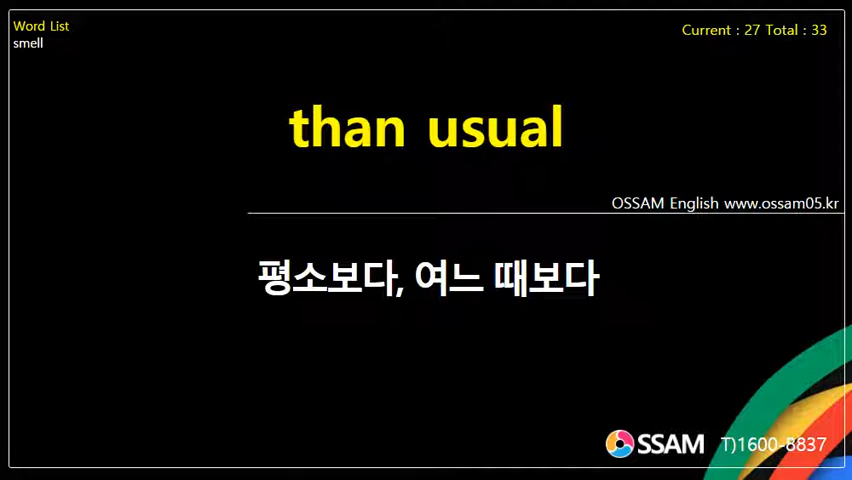 Word List
smell
Current : 27 Total : 33
than usual
OSSAM English www.ossam05.kr
평소보다, 여느 때보다
OSSAM T)1600-8837